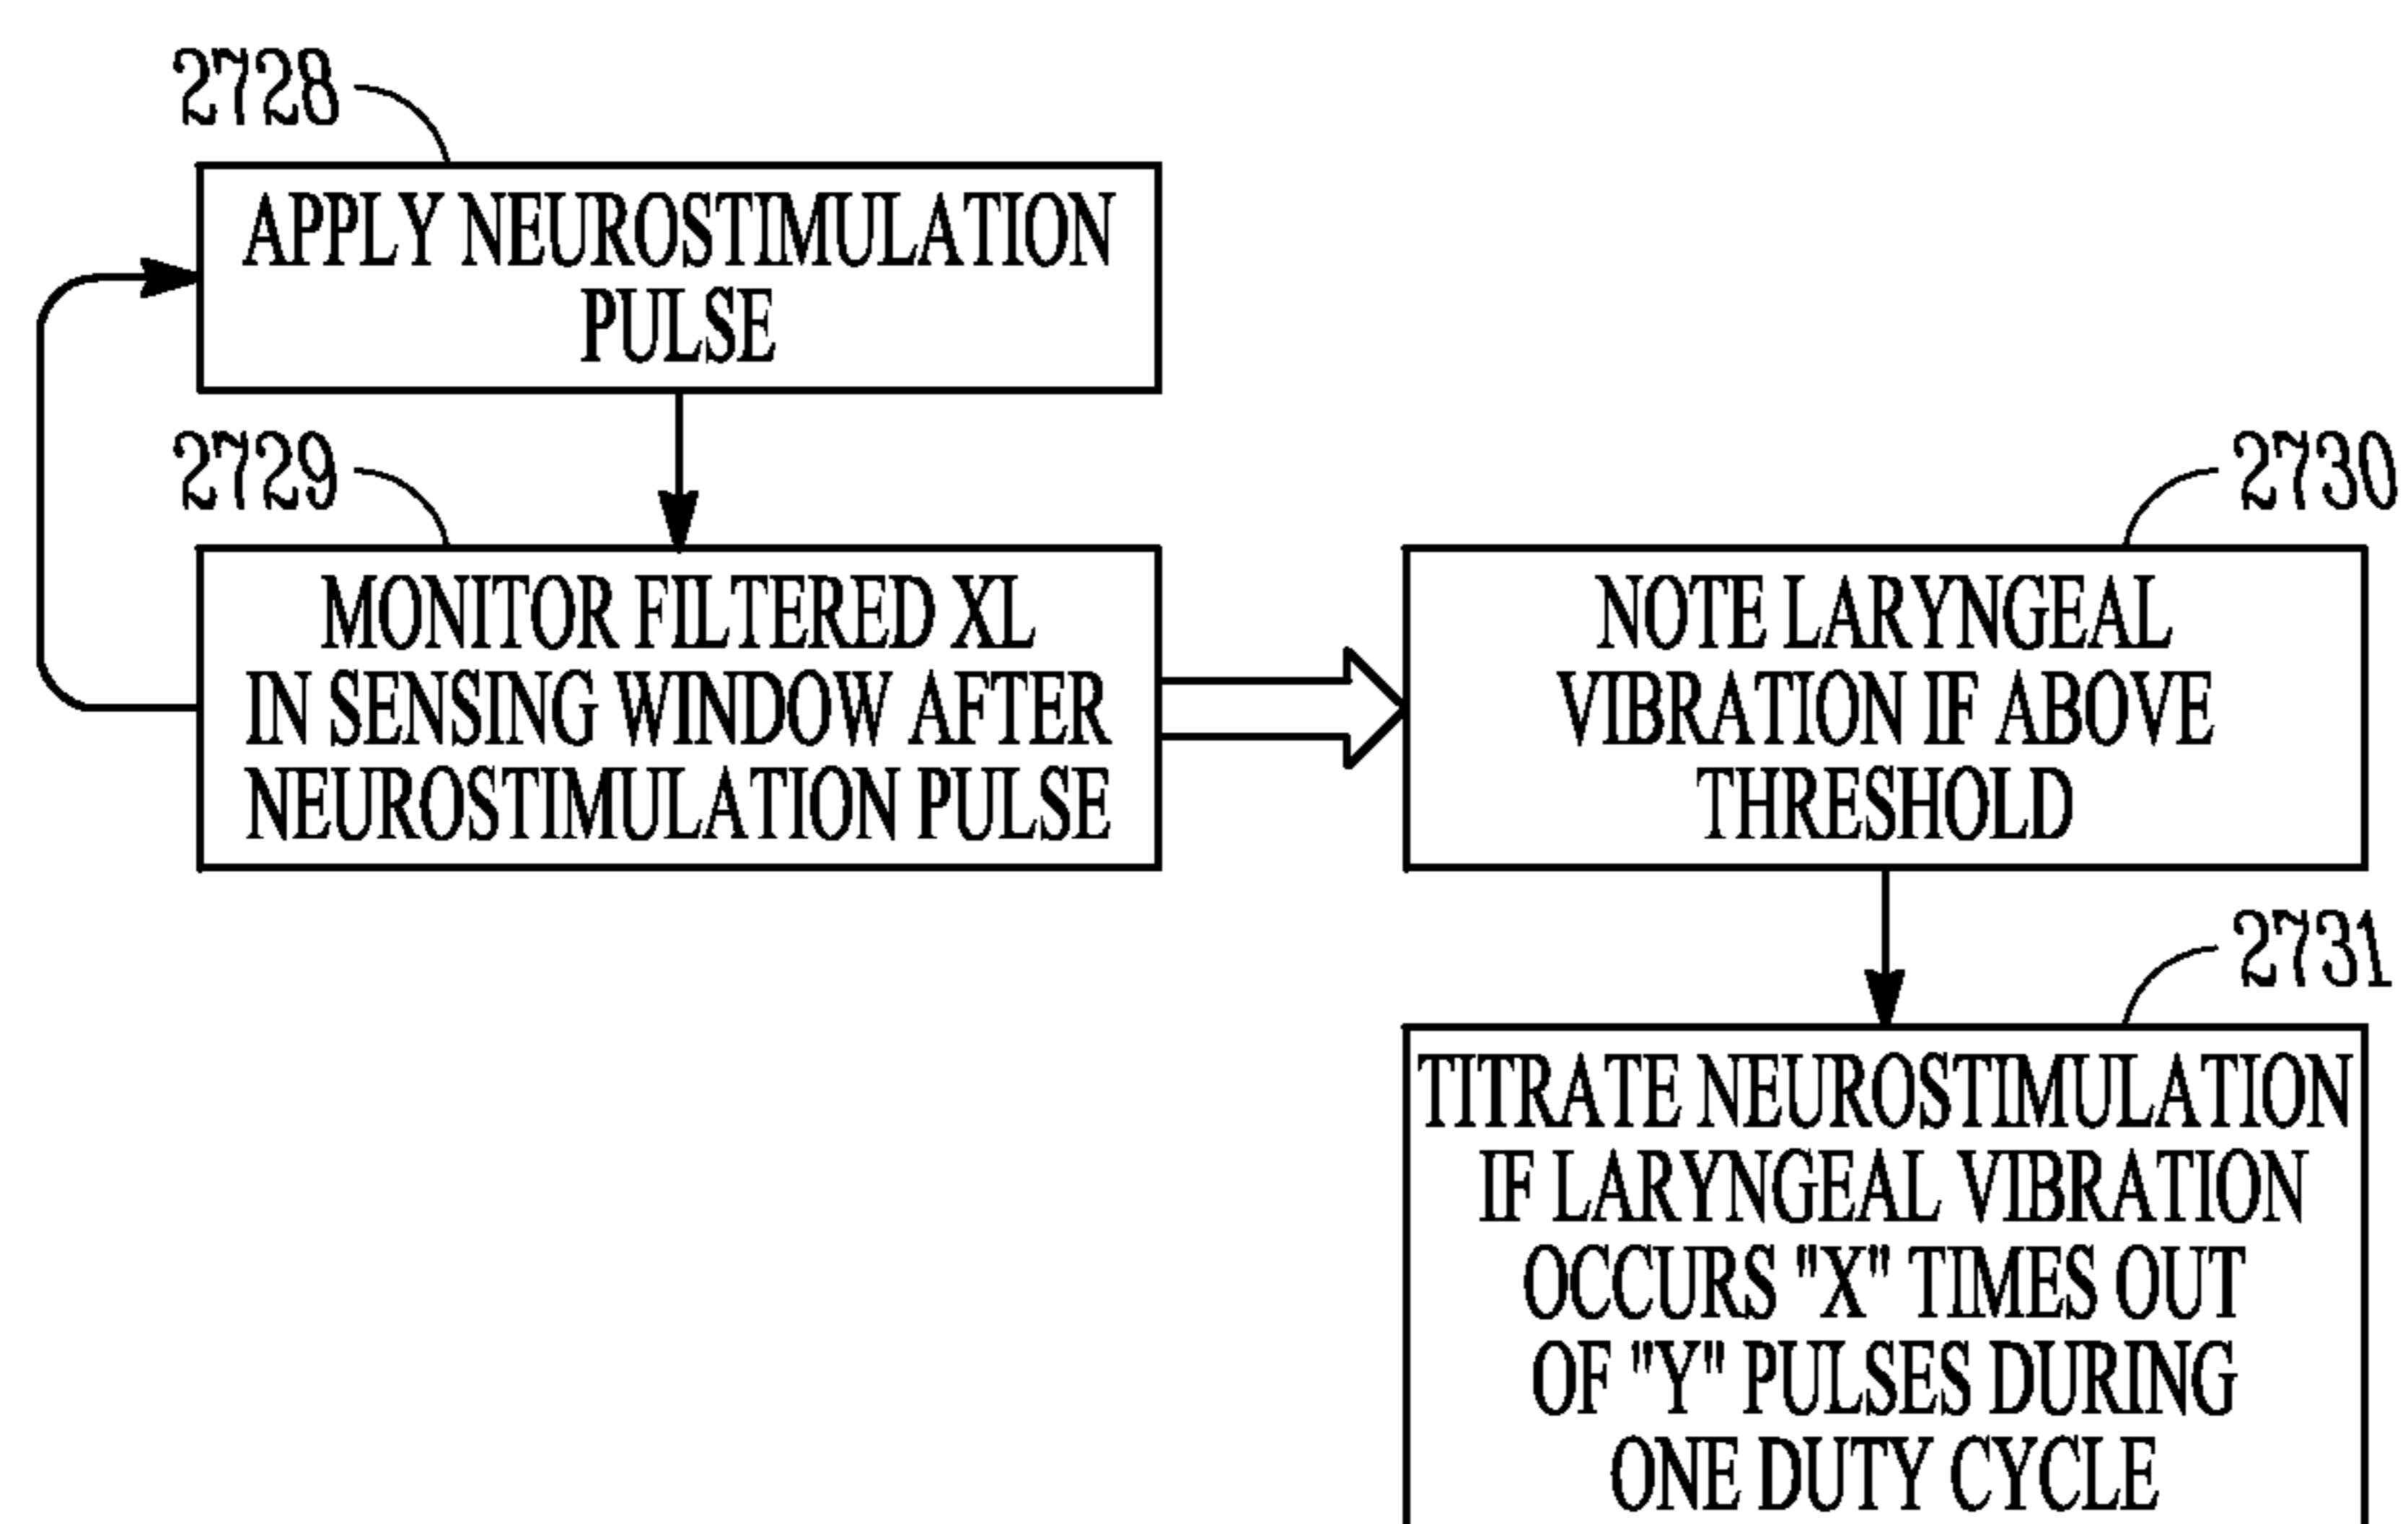 2728
APPLY NEUROSTIMULATION
PULSE
2729
MONITOR FILTERED XL
IN SENSING WINDOW AFTER
NEUROSTIMULATION PULSE
2730
NOTE LARYNGEAL
VIBRATION IF ABOVE
THRESHOLD
2731
TITRATE NEUROSTIMULATION
IF LARYNGEAL VIBRATION
OCCURS "X" TIMES OUT
OF "Y" PULSES DURING
ONE DUTY CYCLE